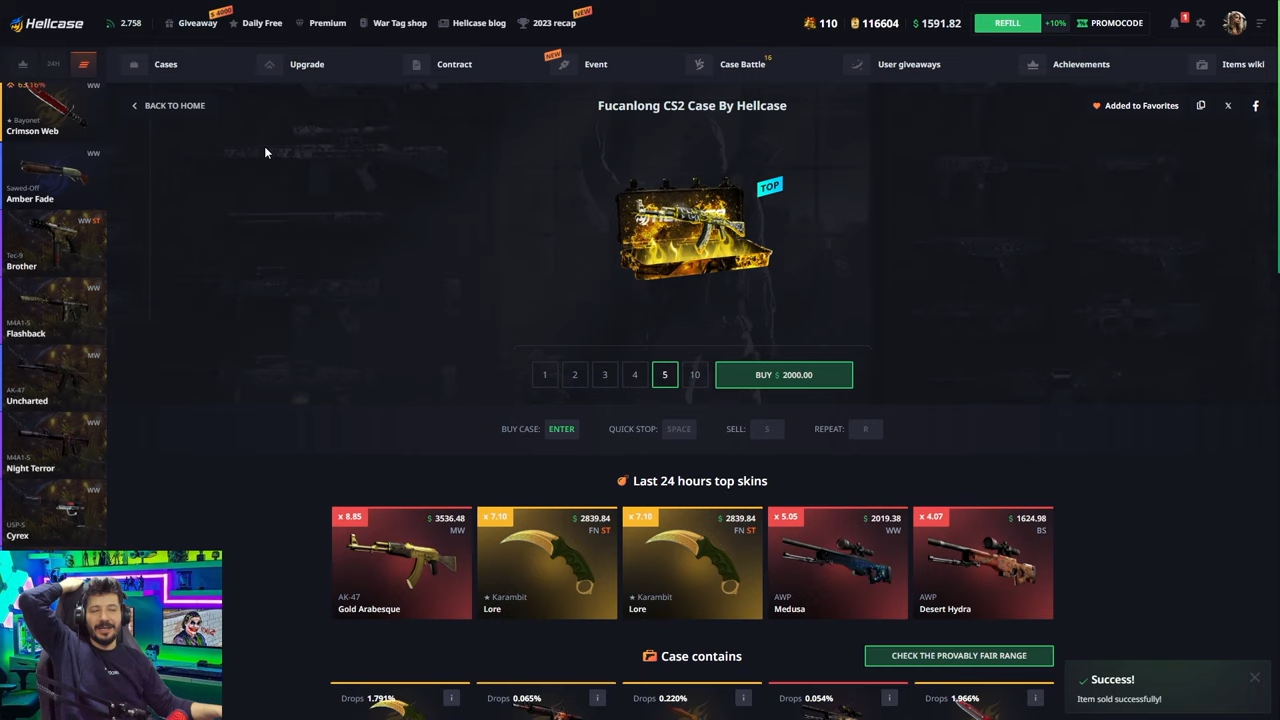 Hellcase
2.758
Giveaway
$ 4000
Daily Free
Premium
War Tag shop
Hellcase blog
2023 recap
NEW
110
116604
$ 1591.82
REFILL
+10%
PROMOCODE
1
24H
Cases
Upgrade
Contract
NEW
Event
Case Battle
16
User giveaways
Achievements
Items wiki
63.16%
WW
★ Bayonet
Crimson Web
WW
Sawed-Off
Amber Fade
WW ST
Tec-9
Brother
WW
M4A1-S
Flashback
MW
AK-47
Uncharted
WW
M4A1-S
Night Terror
WW
USP-S
Cyrex
BACK TO HOME
Fucanlong CS2 Case By Hellcase
Added to Favorites
TOP
1
2
3
4
5
10
BUY $ 2000.00
BUY CASE: ENTER
QUICK STOP: SPACE
SELL: S
REPEAT: R
Last 24 hours top skins
x 8.85
$ 3536.48
MW
AK-47
Gold Arabesque
x 7.10
$ 2839.84
FN ST
★ Karambit
Lore
x 7.10
$ 2839.84
FN ST
★ Karambit
Lore
x 5.05
$ 2019.38
WW
AWP
Medusa
x 4.07
$ 1624.98
BS
AWP
Desert Hydra
Case contains
CHECK THE PROVABLY FAIR RANGE
Drops 1.791%
Drops 0.065%
Drops 0.220%
Drops 0.054%
Drops 1.966%
Success!
Item sold successfully!